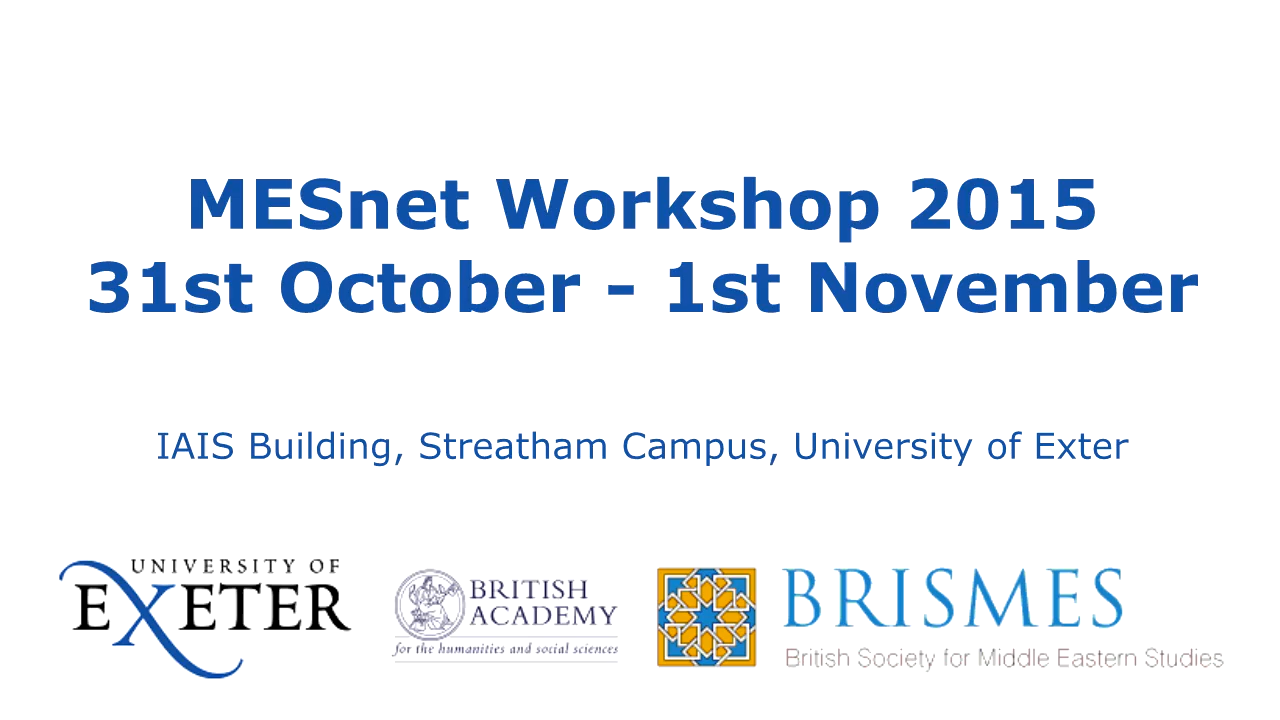 MESnet Workshop 2015
31st October - 1st November
IAIS Building, Streatham Campus, University of Exter
UNIVERSITY OF
EXETER
BRITISH
ACADEMY
for the humanities and social sciences
BRISMES
British Society for Middle Eastern Studies